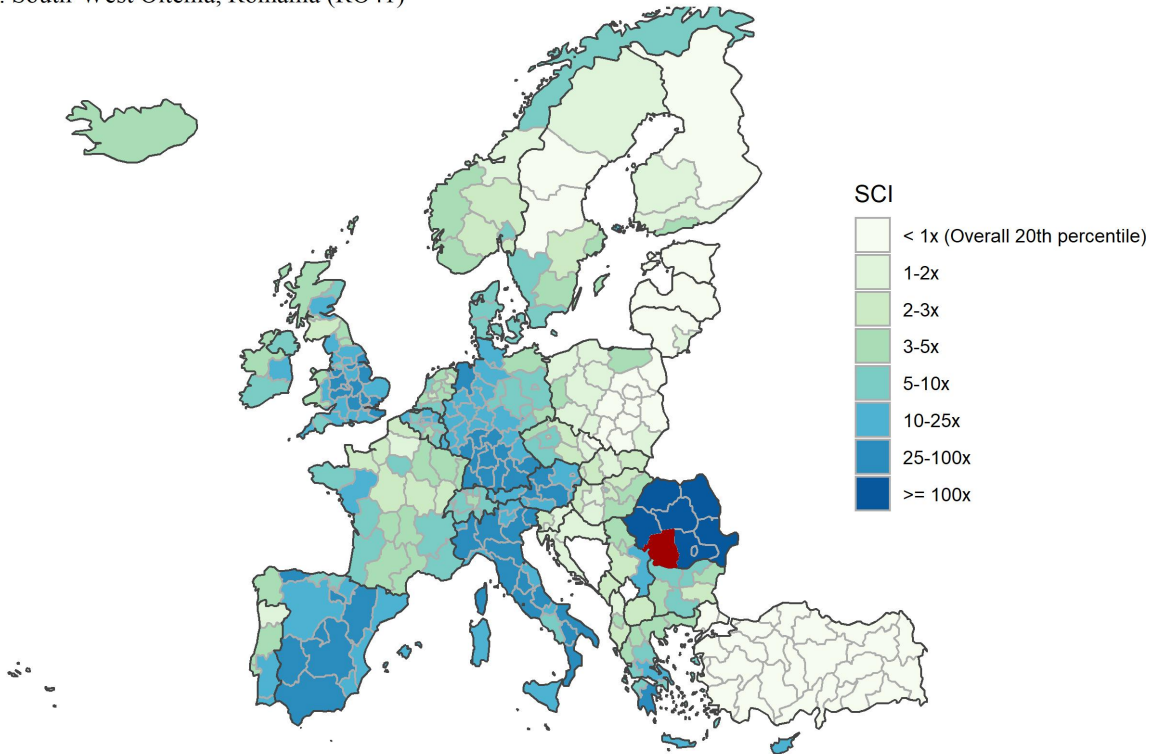 : South-West Oltenia, Romania (RO41)
SCI
< 1x (Overall 20th percentile)
1-2x
2-3x
3-5x
5-10x
10-25x
25-100x
>= 100x